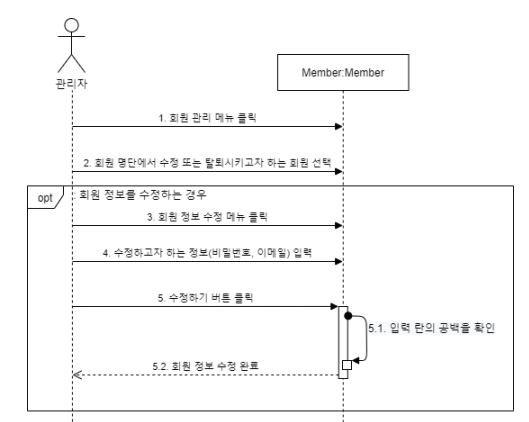 Member:Member
관리자
1. 회원 관리 메뉴 클릭
2. 회원 명단에서 수정 또는 탈퇴시키고자 하는 회원 선택
opt
: 회원 정보를 수정하는 경우
3. 회원 정보 수정 메뉴 클릭
4. 수정하고자 하는 정보(비밀번호, 이메일) 입력
5. 수정하기 버튼 클릭
5.1. 입력 란의 공백을 확인
5.2. 회원 정보 수정 완료